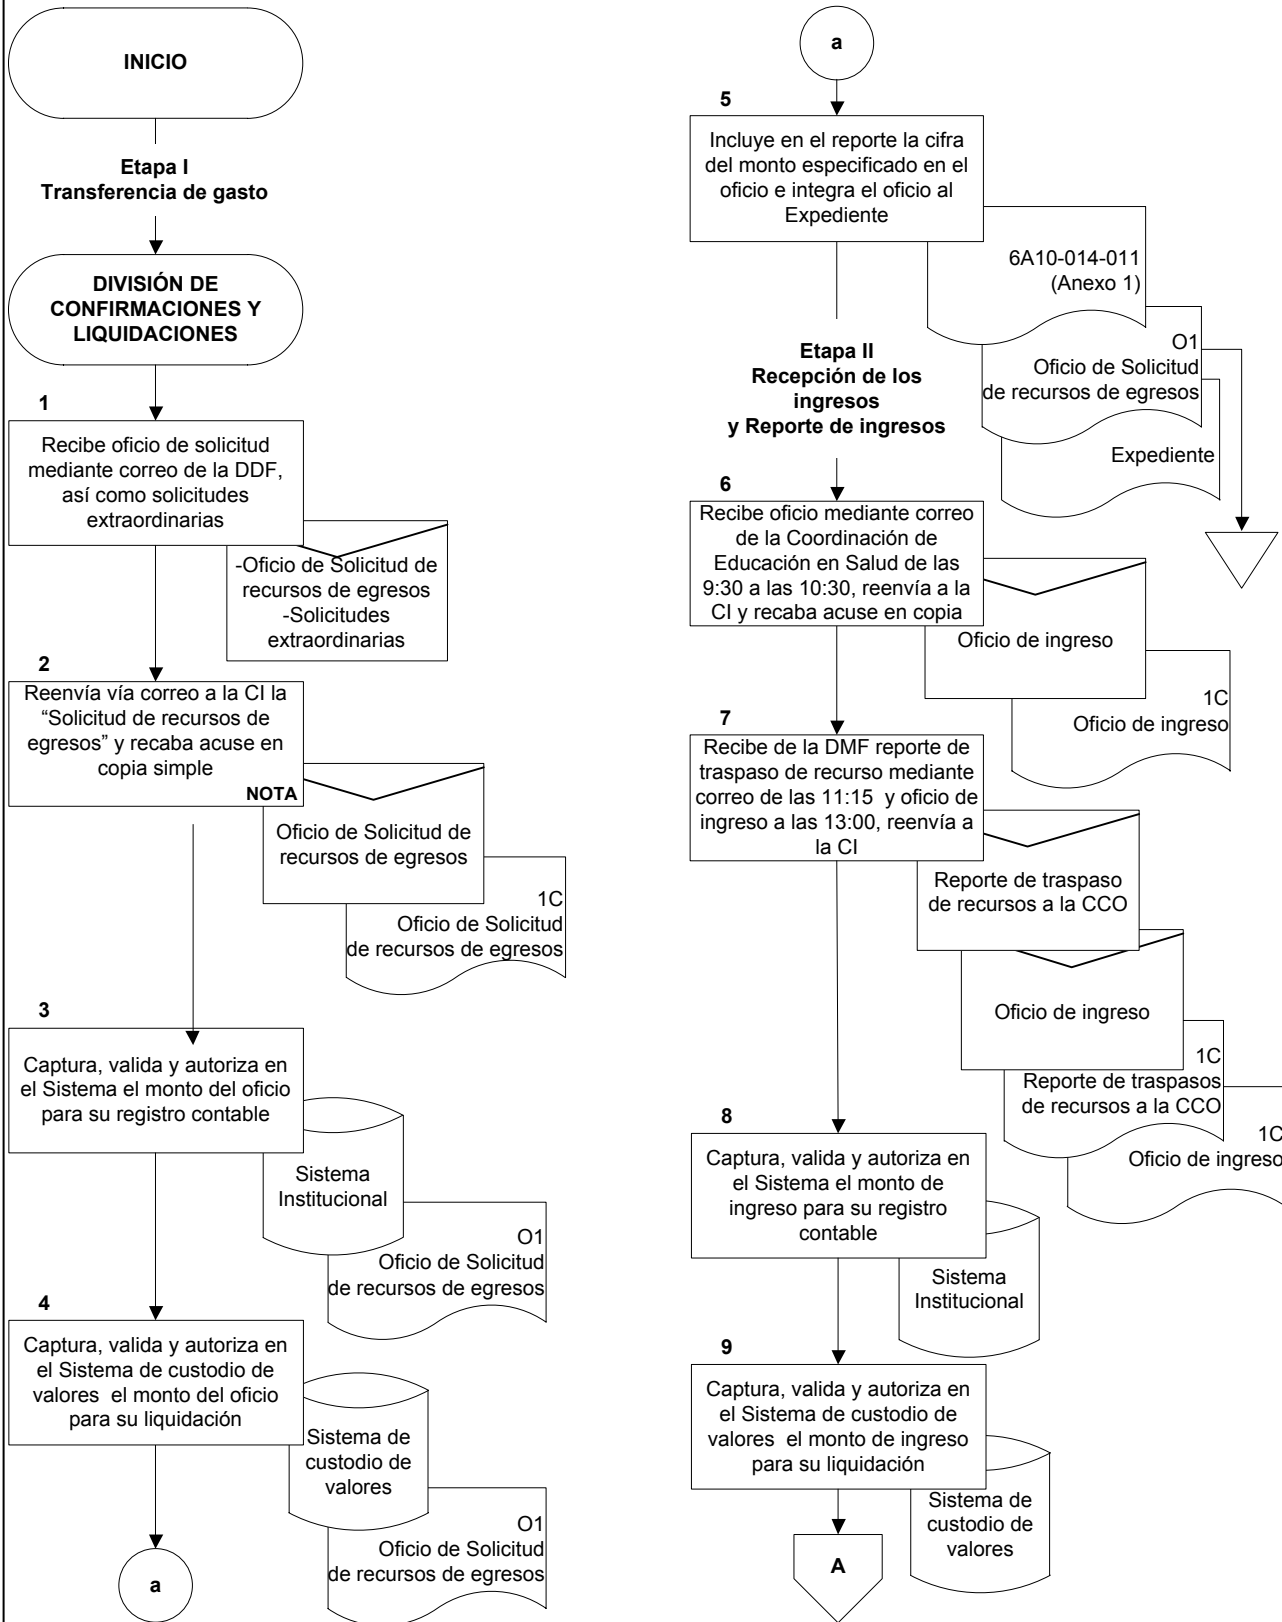 INICIO
Etapa I
Transferencia de gasto
DIVISIÓN DE
CONFIRMACIONES Y
LIQUIDACIONES
1
Recibe oficio de solicitud
mediante correo de la DDF,
así como solicitudes
extraordinarias
-Oficio de Solicitud de
recursos de egresos
-Solicitudes
extraordinarias
2
Reenvía vía correo a la CI la
“Solicitud de recursos de
egresos” y recaba acuse en
copia simple
NOTA
Oficio de Solicitud de
recursos de egresos
1C
Oficio de Solicitud
de recursos de egresos
3
Captura, valida y autoriza en
el Sistema el monto del oficio
para su registro contable
Sistema
Institucional
O1
Oficio de Solicitud
de recursos de egresos
4
Captura, valida y autoriza en
el Sistema de custodio de
valores el monto del oficio
para su liquidación
Sistema de
custodio de
valores
O1
Oficio de Solicitud
de recursos de egresos
a
a
5
Incluye en el reporte la cifra
del monto especificado en el
oficio e integra el oficio al
Expediente
6A10-014-011
(Anexo 1)
O1
Oficio de Solicitud
de recursos de egresos
Expediente
Etapa II
Recepción de los
ingresos
y Reporte de ingresos
6
Recibe oficio mediante correo
de la Coordinación de
Educación en Salud de las
9:30 a las 10:30, reenvía a la
CI y recaba acuse en copia
Oficio de ingreso
1C
Oficio de ingreso
7
Recibe de la DMF reporte de
traspaso de recurso mediante
correo de las 11:15 y oficio de
ingreso a las 13:00, reenvía a
la CI
Reporte de traspaso
de recursos a la CCO
Oficio de ingreso
1C
Reporte de traspasos
de recursos a la CCO
1C
Oficio de ingreso
8
Captura, valida y autoriza en
el Sistema el monto de
ingreso para su registro
contable
Sistema
Institucional
9
Captura, valida y autoriza en
el Sistema de custodio de
valores el monto de ingreso
para su liquidación
Sistema de
custodio de
valores
A